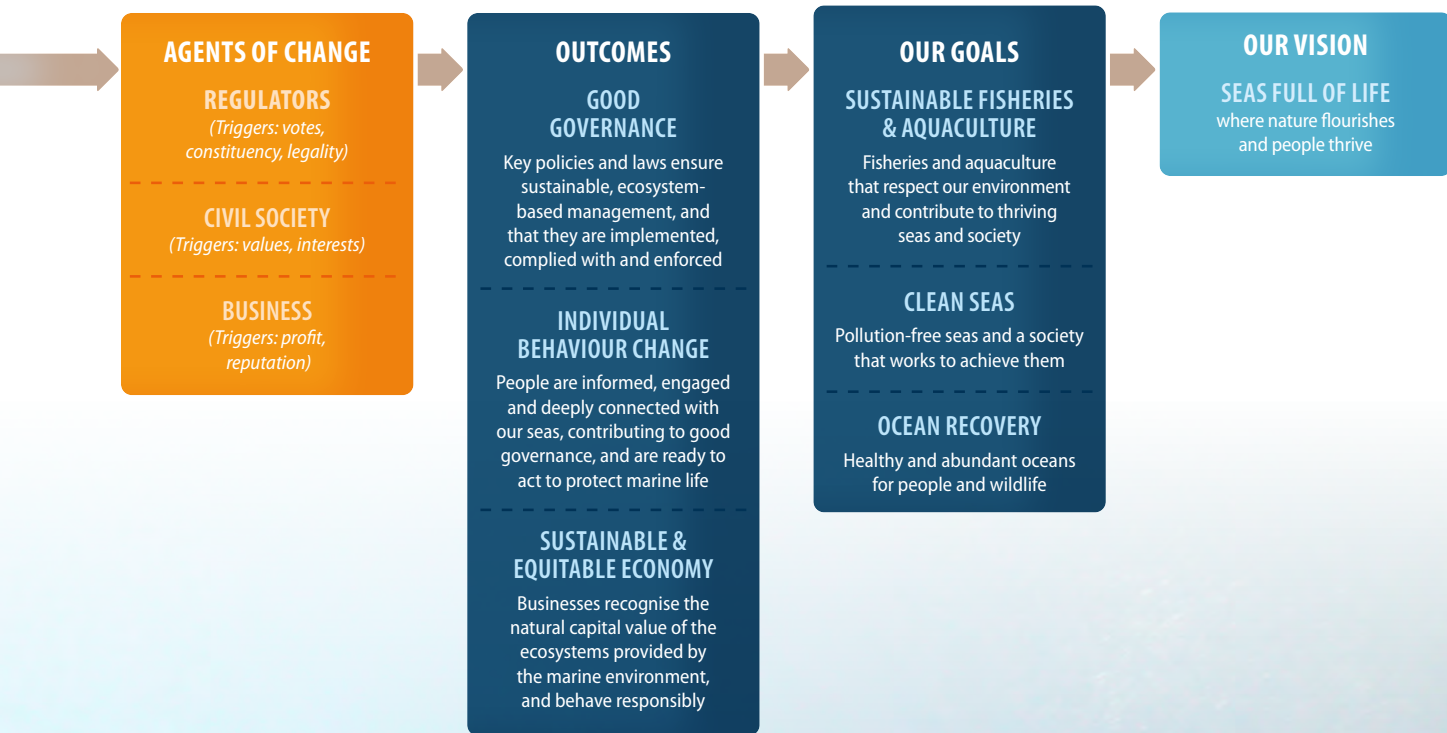 AGENTS OF CHANGE
REGULATORS
(Triggers: votes,
constituency, legality)
CIVIL SOCIETY
(Triggers: values, interests)
BUSINESS
(Triggers: profit,
reputation)
OUTCOMES
GOOD
GOVERNANCE
Key policies and laws ensure
sustainable, ecosystem-
based management, and
that they are implemented,
complied with and enforced
INDIVIDUAL
BEHAVIOUR CHANGE
People are informed, engaged
and deeply connected with
our seas, contributing to good
governance, and are ready to
act to protect marine life
SUSTAINABLE &
EQUITABLE ECONOMY
Businesses recognise the
natural capital value of the
ecosystems provided by
the marine environment,
and behave responsibly
OUR GOALS
SUSTAINABLE FISHERIES
& AQUACULTURE
Fisheries and aquaculture
that respect our environment
and contribute to thriving
seas and society
CLEAN SEAS
Pollution-free seas and a society
that works to achieve them
OCEAN RECOVERY
Healthy and abundant oceans
for people and wildlife
OUR VISION
SEAS FULL OF LIFE
where nature flourishes
and people thrive